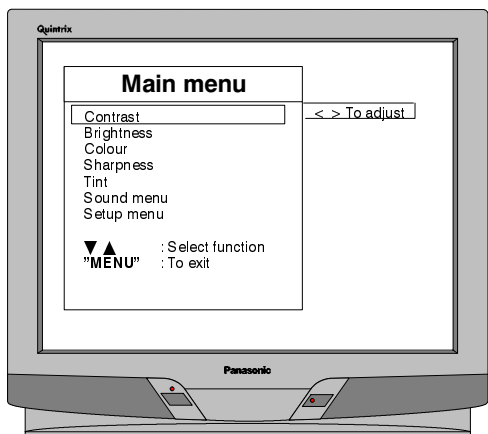 Quintrix
Main menu
Contrast < > To adjust
Brightness
Colour
Sharpness
Tint
Sound menu
Setup menu
▼ ▲ : Select function
"MENU" : To exit
Panasonic